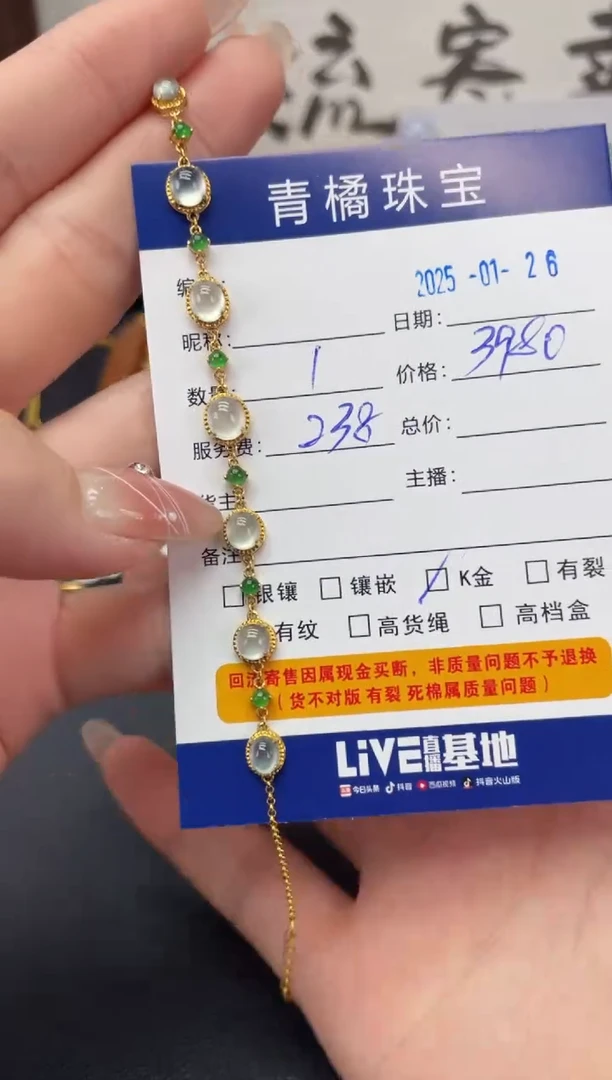 流寄
青橘珠宝
编
2025-01-26
昵称: 日期:
数量: 1 价格: 3980
服务费: 238 总价:
货主 主播:
备注
银镶 镶嵌 K金 有裂
有纹 高货绳 高档盒
回流寄售因属现金买断，非质量问题不予退换
（货不对版 有裂 死棉属质量问题）
LiVE直播基地
今日头条 抖音 西瓜视频 抖音火山版